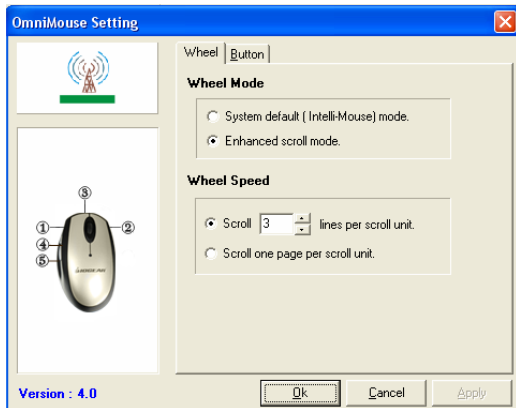 OmniMouse Setting
Wheel
Button
Wheel Mode
System default ( Intelli-Mouse) mode.
Enhanced scroll mode.
Wheel Speed
Scroll 3 lines per scroll unit.
Scroll one page per scroll unit.
③
①
②
④
⑤
Version : 4.0
Ok
Cancel
Apply